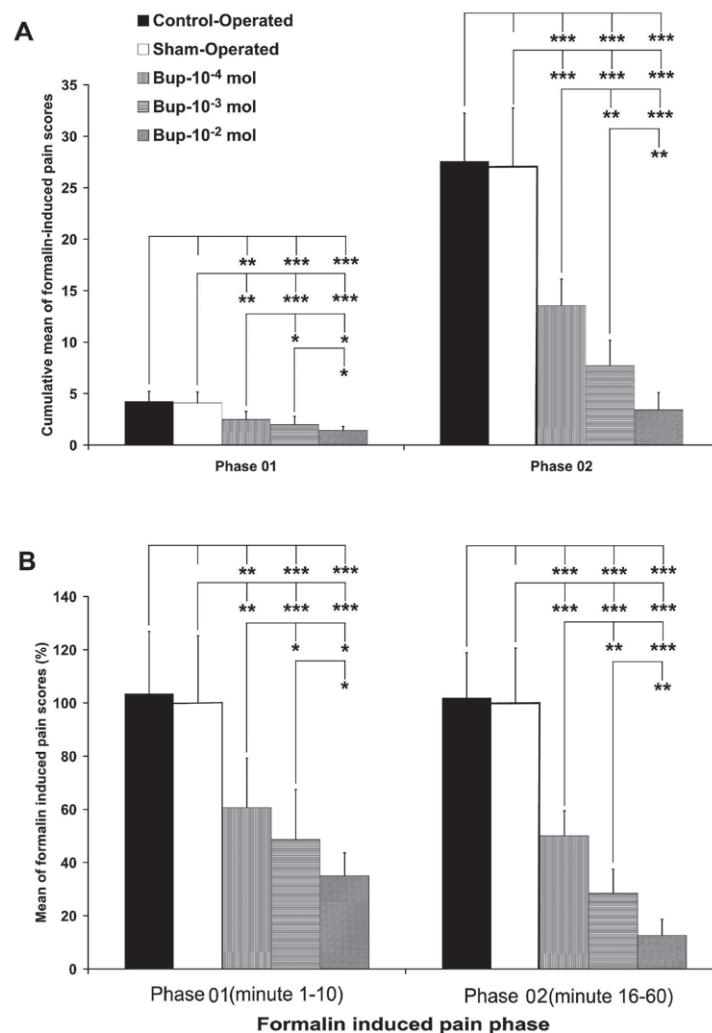 A
Control-Operated
Sham-Operated
Bup-10⁻⁴ mol
Bup-10⁻³ mol
Bup-10⁻² mol
Cumulative mean of formalin-induced pain scores
35
30
25
20
15
10
5
0
** *** ***
** *** ***
* *
*
*** *** ***
*** *** ***
** ***
**
Phase 01
Phase 02
B
Mean of formalin induced pain scores (%)
140
120
100
80
60
40
20
0
** *** ***
** *** ***
* *
*
*** *** ***
*** *** ***
** ***
**
Phase 01(minute 1-10)
Phase 02(minute 16-60)
Formalin induced pain phase